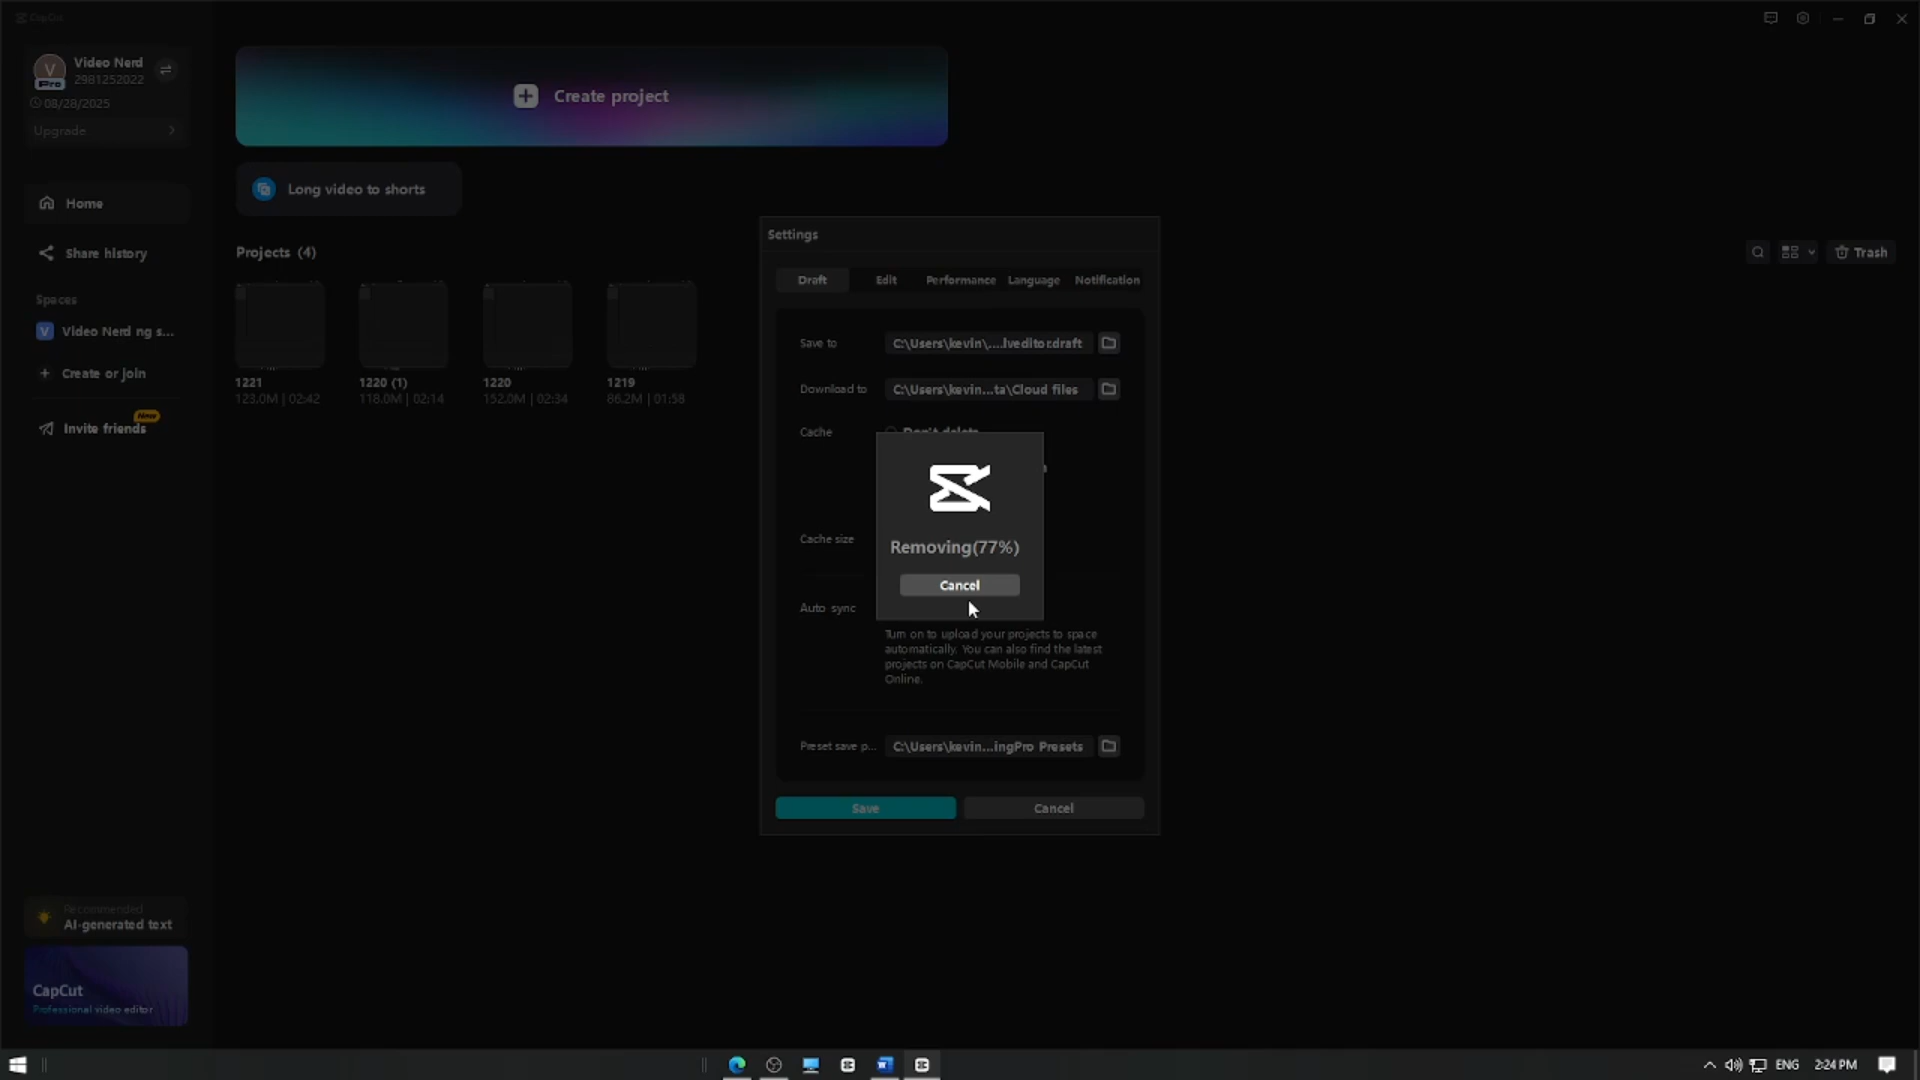 CapCut
Video Nerd
2981252022
Pro
08/28/2025
Upgrade
Home
Share history
Spaces
V Video Nerd ng s...
+ Create or join
New
Invite friends
Recommended
AI-generated text
CapCut
Professional video editor
Create project
Long video to shorts
Projects (4)
Trash
1221
123.0M | 02:42
1220 (1)
118.0M | 02:14
1220
152.0M | 02:34
1219
86.2M | 01:58
Settings
Draft Edit Performance Language Notification
Save to C:\Users\kevin\....lveditor.draft
Download to C:\Users\kevin...ta\Cloud files
Cache Don't delete
Removing(77%)
Cancel
Cache size
Auto sync
Turn on to upload your projects to space
automatically. You can also find the latest
projects on CapCut Mobile and CapCut
Online.
Preset save p... C:\Users\kevin...ingPro Presets
Save Cancel
ENG 2:24 PM